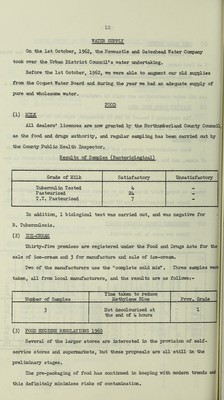 10
WATER SUPPLY
On the 1st October, 1962, the Newcastle and Gateshead Water Company
took over the Urban District Council's water undertaking.
Before the 1st October, 1962, we were able to augment our old supplies
from the Coquet Water Board and during the year we had an adequate supply of
pure and wholesome water.
FOOD
(1) MILK
All dealers' licences are now granted by the Northumberland County Council
as the food and drugs authority, and regular sampling has been carried out by
the County Public Health Inspector.
Results of Samples (Bacteriological)
Grade of Milk Satisfactory Unsatisfactory
Tuberculin Tested 4 -
Pasteurised 24 -
T.T. Pasteurised 7 -
In addition, 1 biological test was carried out, and was negative for
B. Tuberculosis.
(2) ICE-CREAM
Thirty-five premises are registered under the Food and Drugs Acts for the
sale of ice-cream and 3 for manufacture and sale of ice-cream.
Two of the manufacturers use the "complete cold mix". Three samples were
taken, all from local manufacturers, and the results are as follows:-
Number of Samples Time taken to reduce Methylene Blue Prov. Grade
3 Not decolourised at the end of 4 hours 1
(3) FOOD HYGIENE REGULATIONS 1960
Several of the larger stores are interested in the provision of self-
service stores and supermarkets, but these proposals are all still in the
preliminary stages.
The pre-packaging of food has continued in keeping with modern trends and
this definitely minimises risks of contamination.